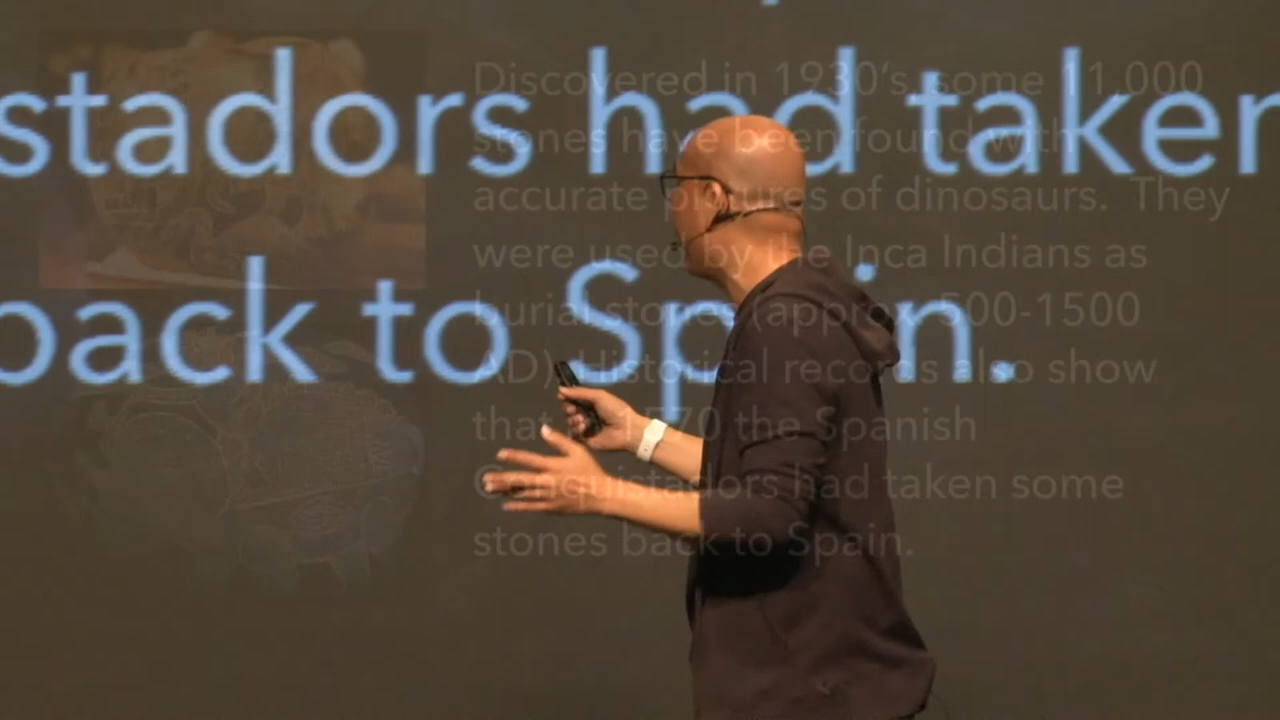 stadors had taken
back to Spain.
Discovered in 1930's, some 11,000
stones have been found with
accurate pictures of dinosaurs. They
were used by the Inca Indians as
burial stones (approx 500-1500
AD) Historical records also show
that in 1570 the Spanish
Conquistadors had taken some
stones back to Spain.